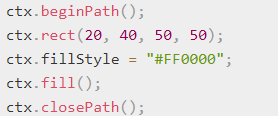 ctx.beginPath();
ctx.rect(20, 40, 50, 50);
ctx.fillStyle = "#FF0000";
ctx.fill();
ctx.closePath();